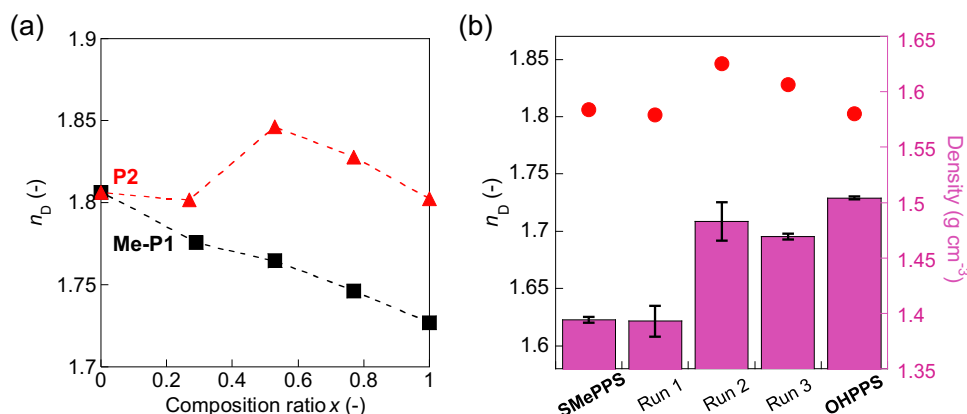 (a)
1.9
1.85
1.8
1.75
1.7
n_D (-)
P2
Me-P1
0 0.2 0.4 0.6 0.8 1
Composition ratio x (-)
(b)
1.85
1.8
1.75
1.7
1.65
1.6
n_D (-)
1.65
1.6
1.55
1.5
1.45
1.4
1.35
Density (g cm⁻³)
SMePPS Run 1 Run 2 Run 3 OHPPS